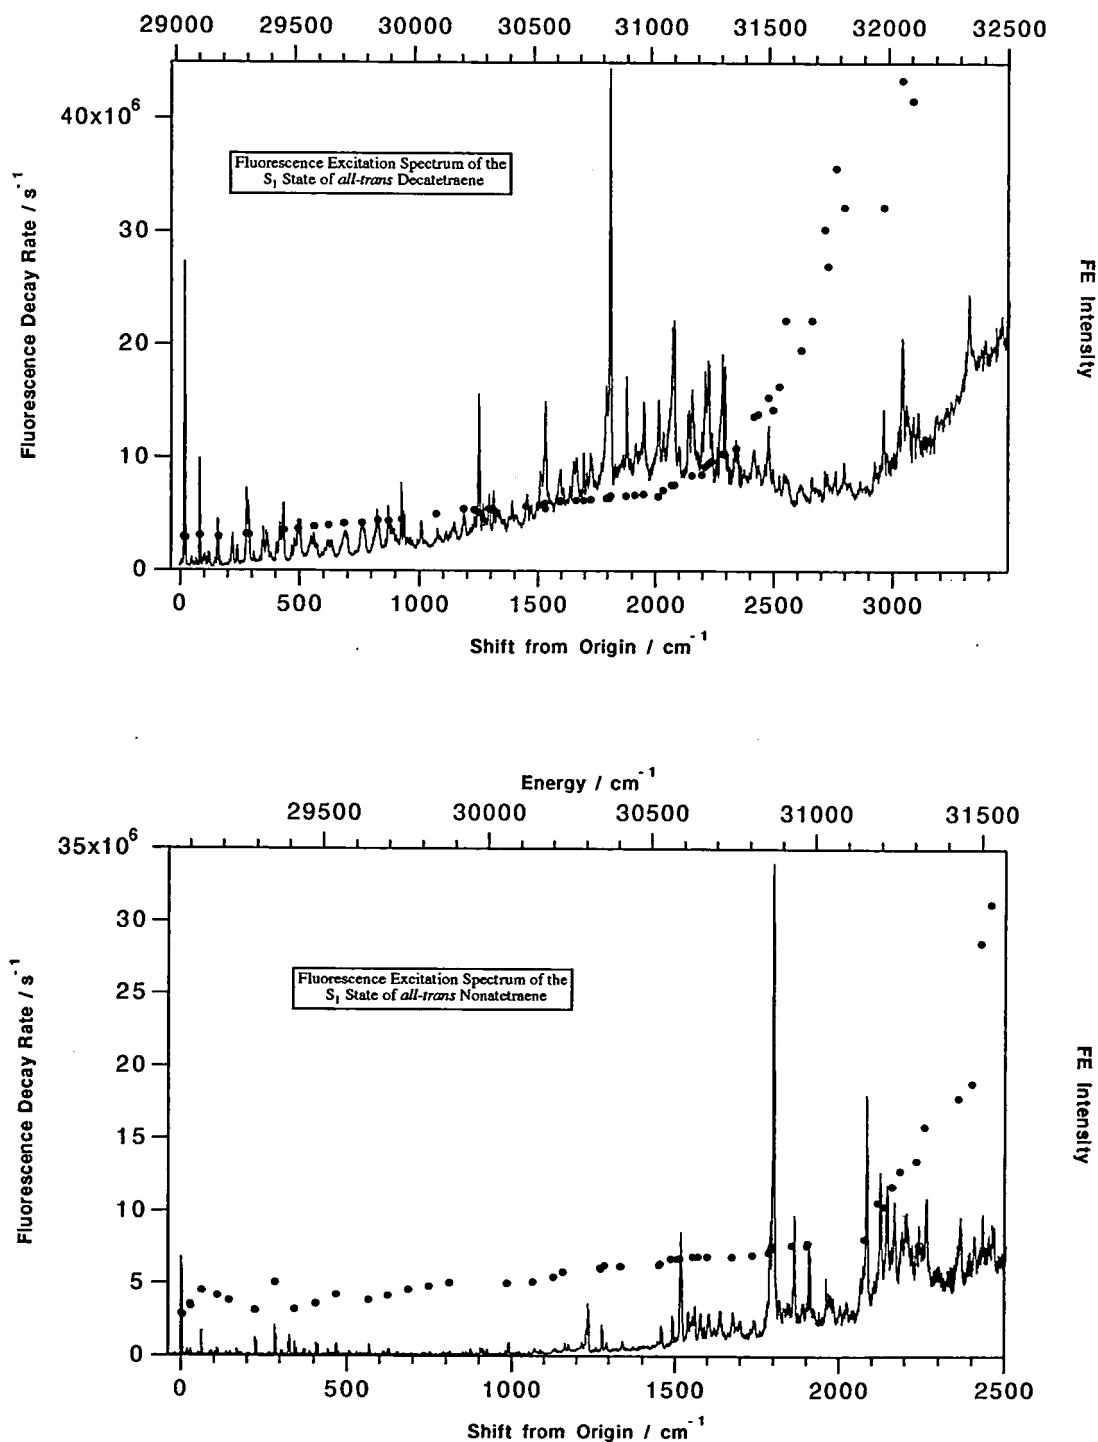 29000 29500 30000 30500 31000 31500 32000 32500
40x10^6
30
20
10
0
Fluorescence Decay Rate / s^-1
Fluorescence Excitation Spectrum of the
S1 State of all-trans Decatetraene
FE Intensity
0 500 1000 1500 2000 2500 3000
Shift from Origin / cm^-1
Energy / cm^-1
29500 30000 30500 31000 31500
35x10^6
30
25
20
15
10
5
0
Fluorescence Decay Rate / s^-1
Fluorescence Excitation Spectrum of the
S1 State of all-trans Nonatetraene
FE Intensity
0 500 1000 1500 2000 2500
Shift from Origin / cm^-1